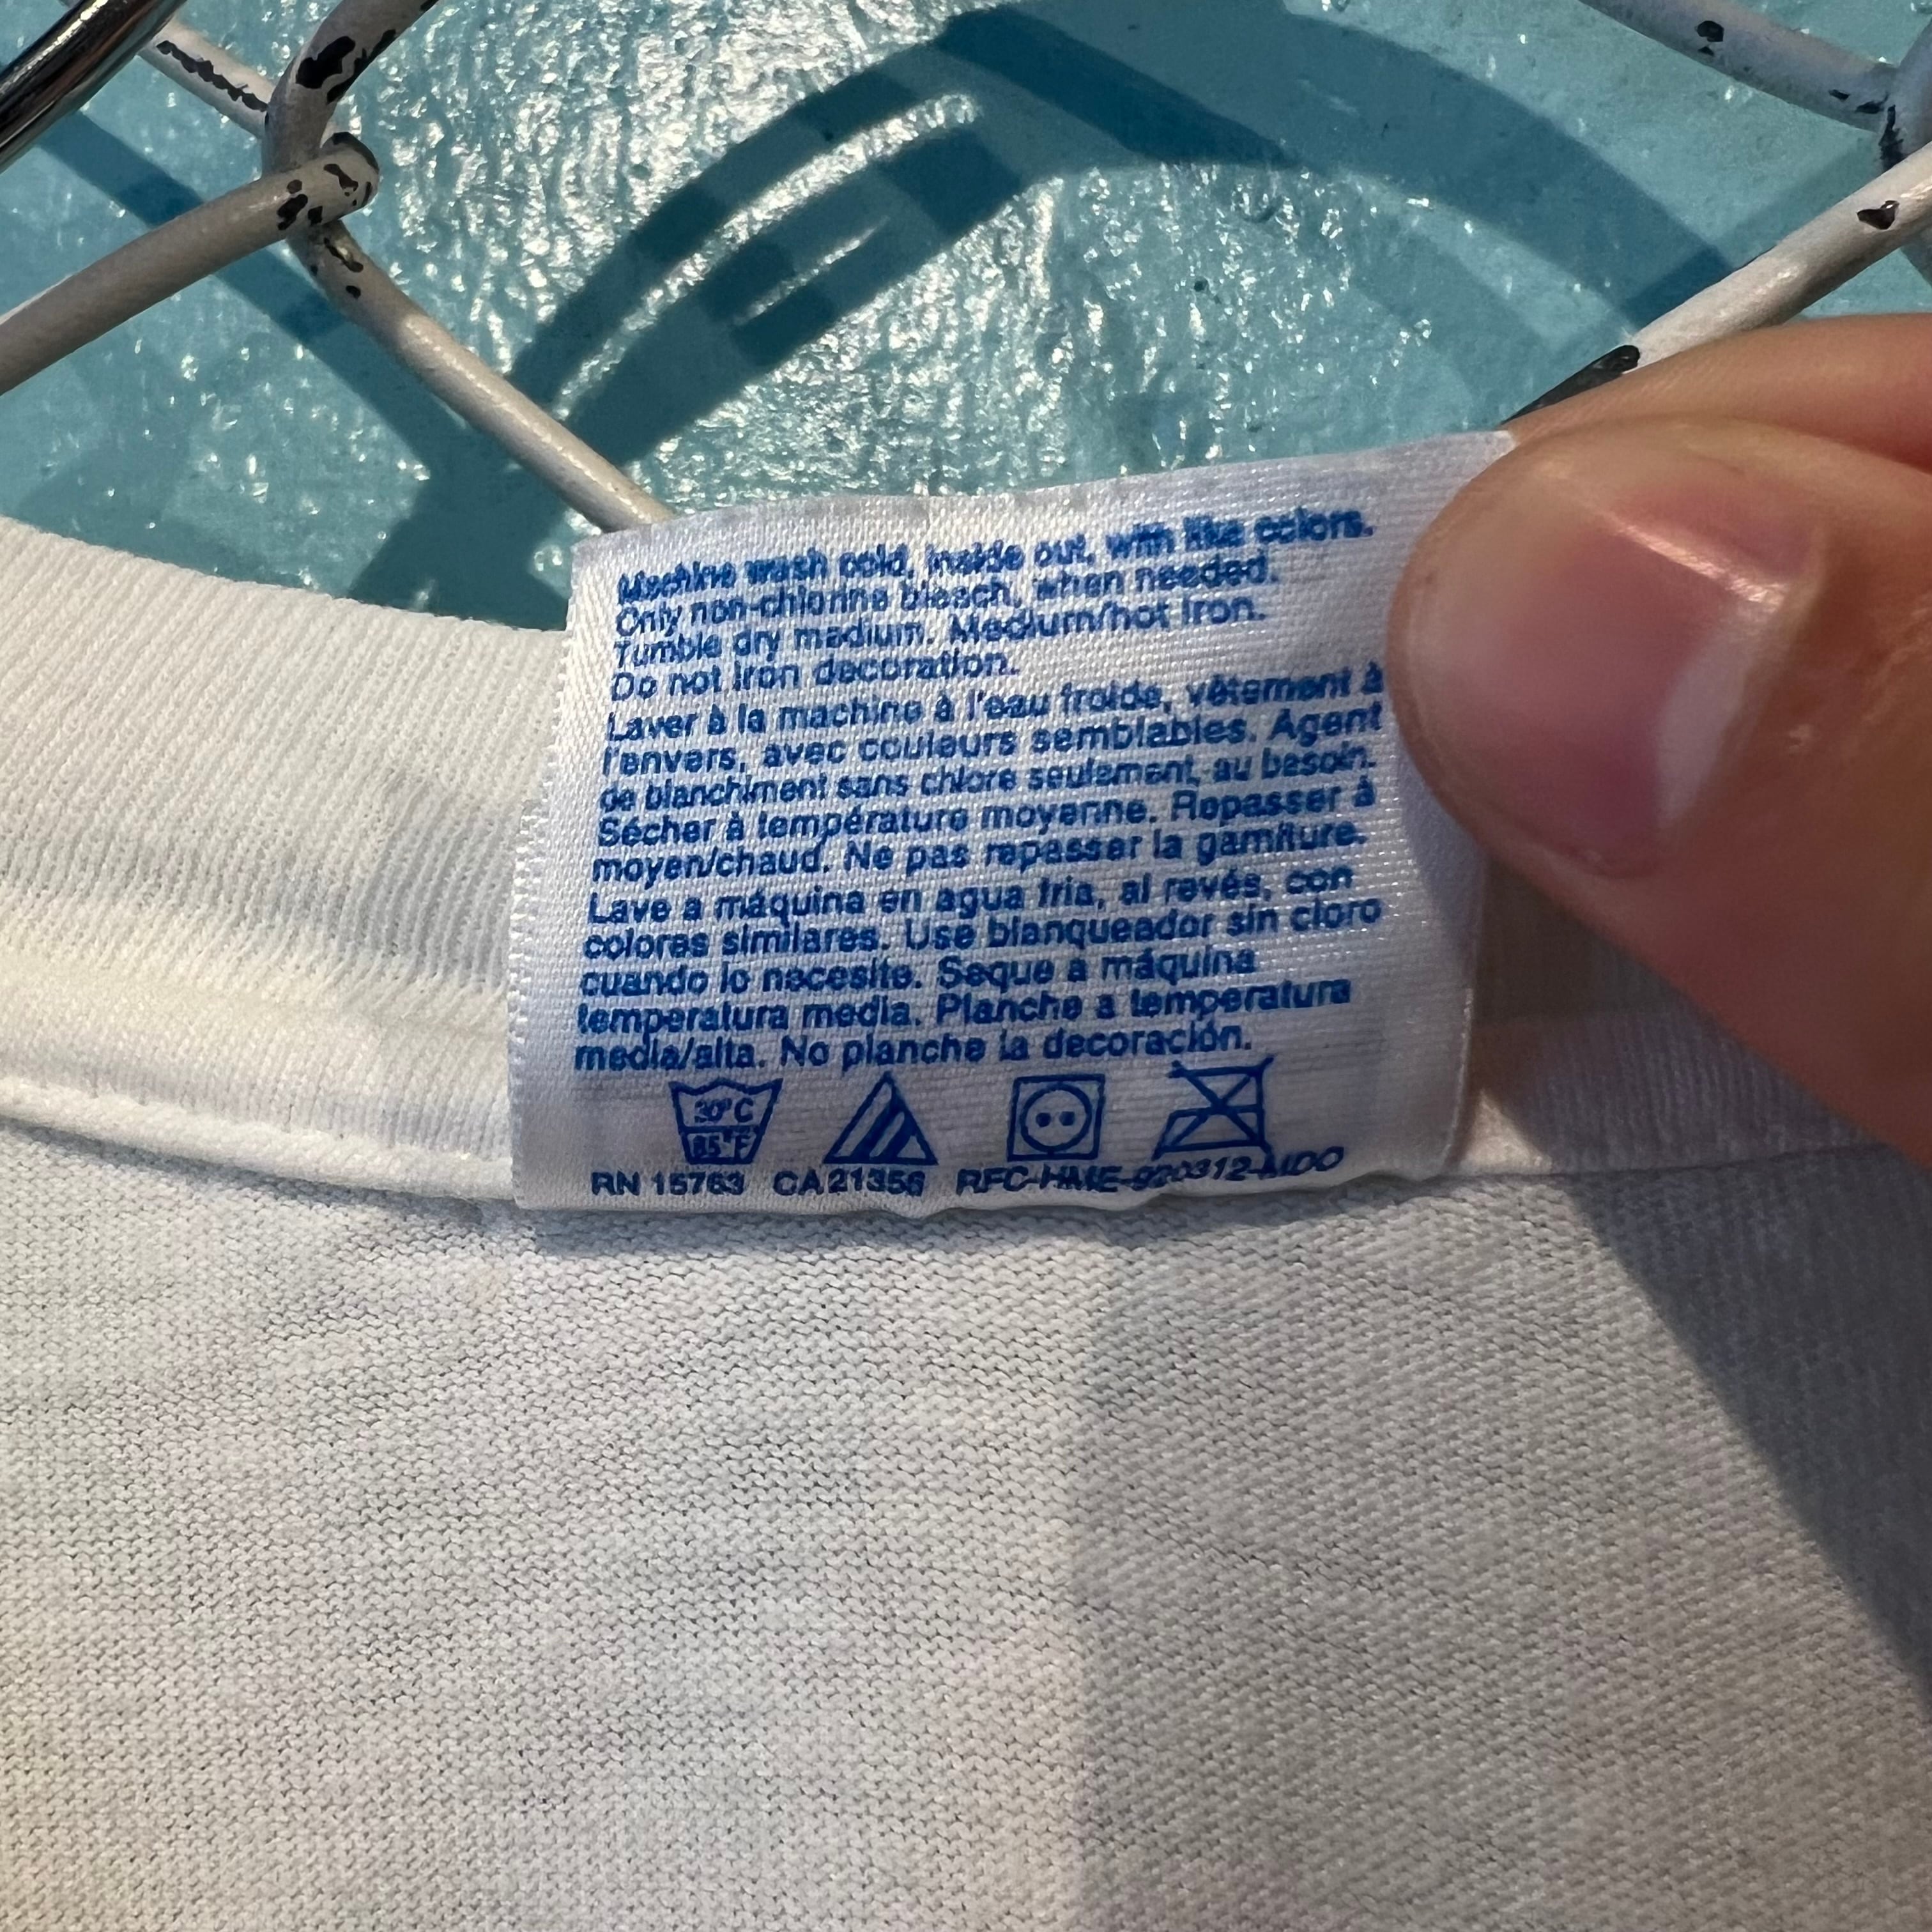 Machine wash cold, inside out, with like colors.
Only non-chlorine bleach, when needed.
Tumble dry medium. Medium/hot iron.
Do not iron decoration.
Laver à la machine à l'eau froide, vêtement à
l'envers, avec couleurs semblables. Agent
de blanchiment sans chlore seulement, au besoin.
Sécher à température moyenne. Repasser à
moyen/chaud. Ne pas repasser la garniture.
Lave a máquina en agua fria, al revés, con
colores similares. Use blanqueador sin cloro
cuando lo necesite. Seque a máquina
temperatura media. Planche a temperatura
media/alta. No planche la decoración.
30°C
85°F
RN 15763 CA 21356 RFC-HME-920312-MDO